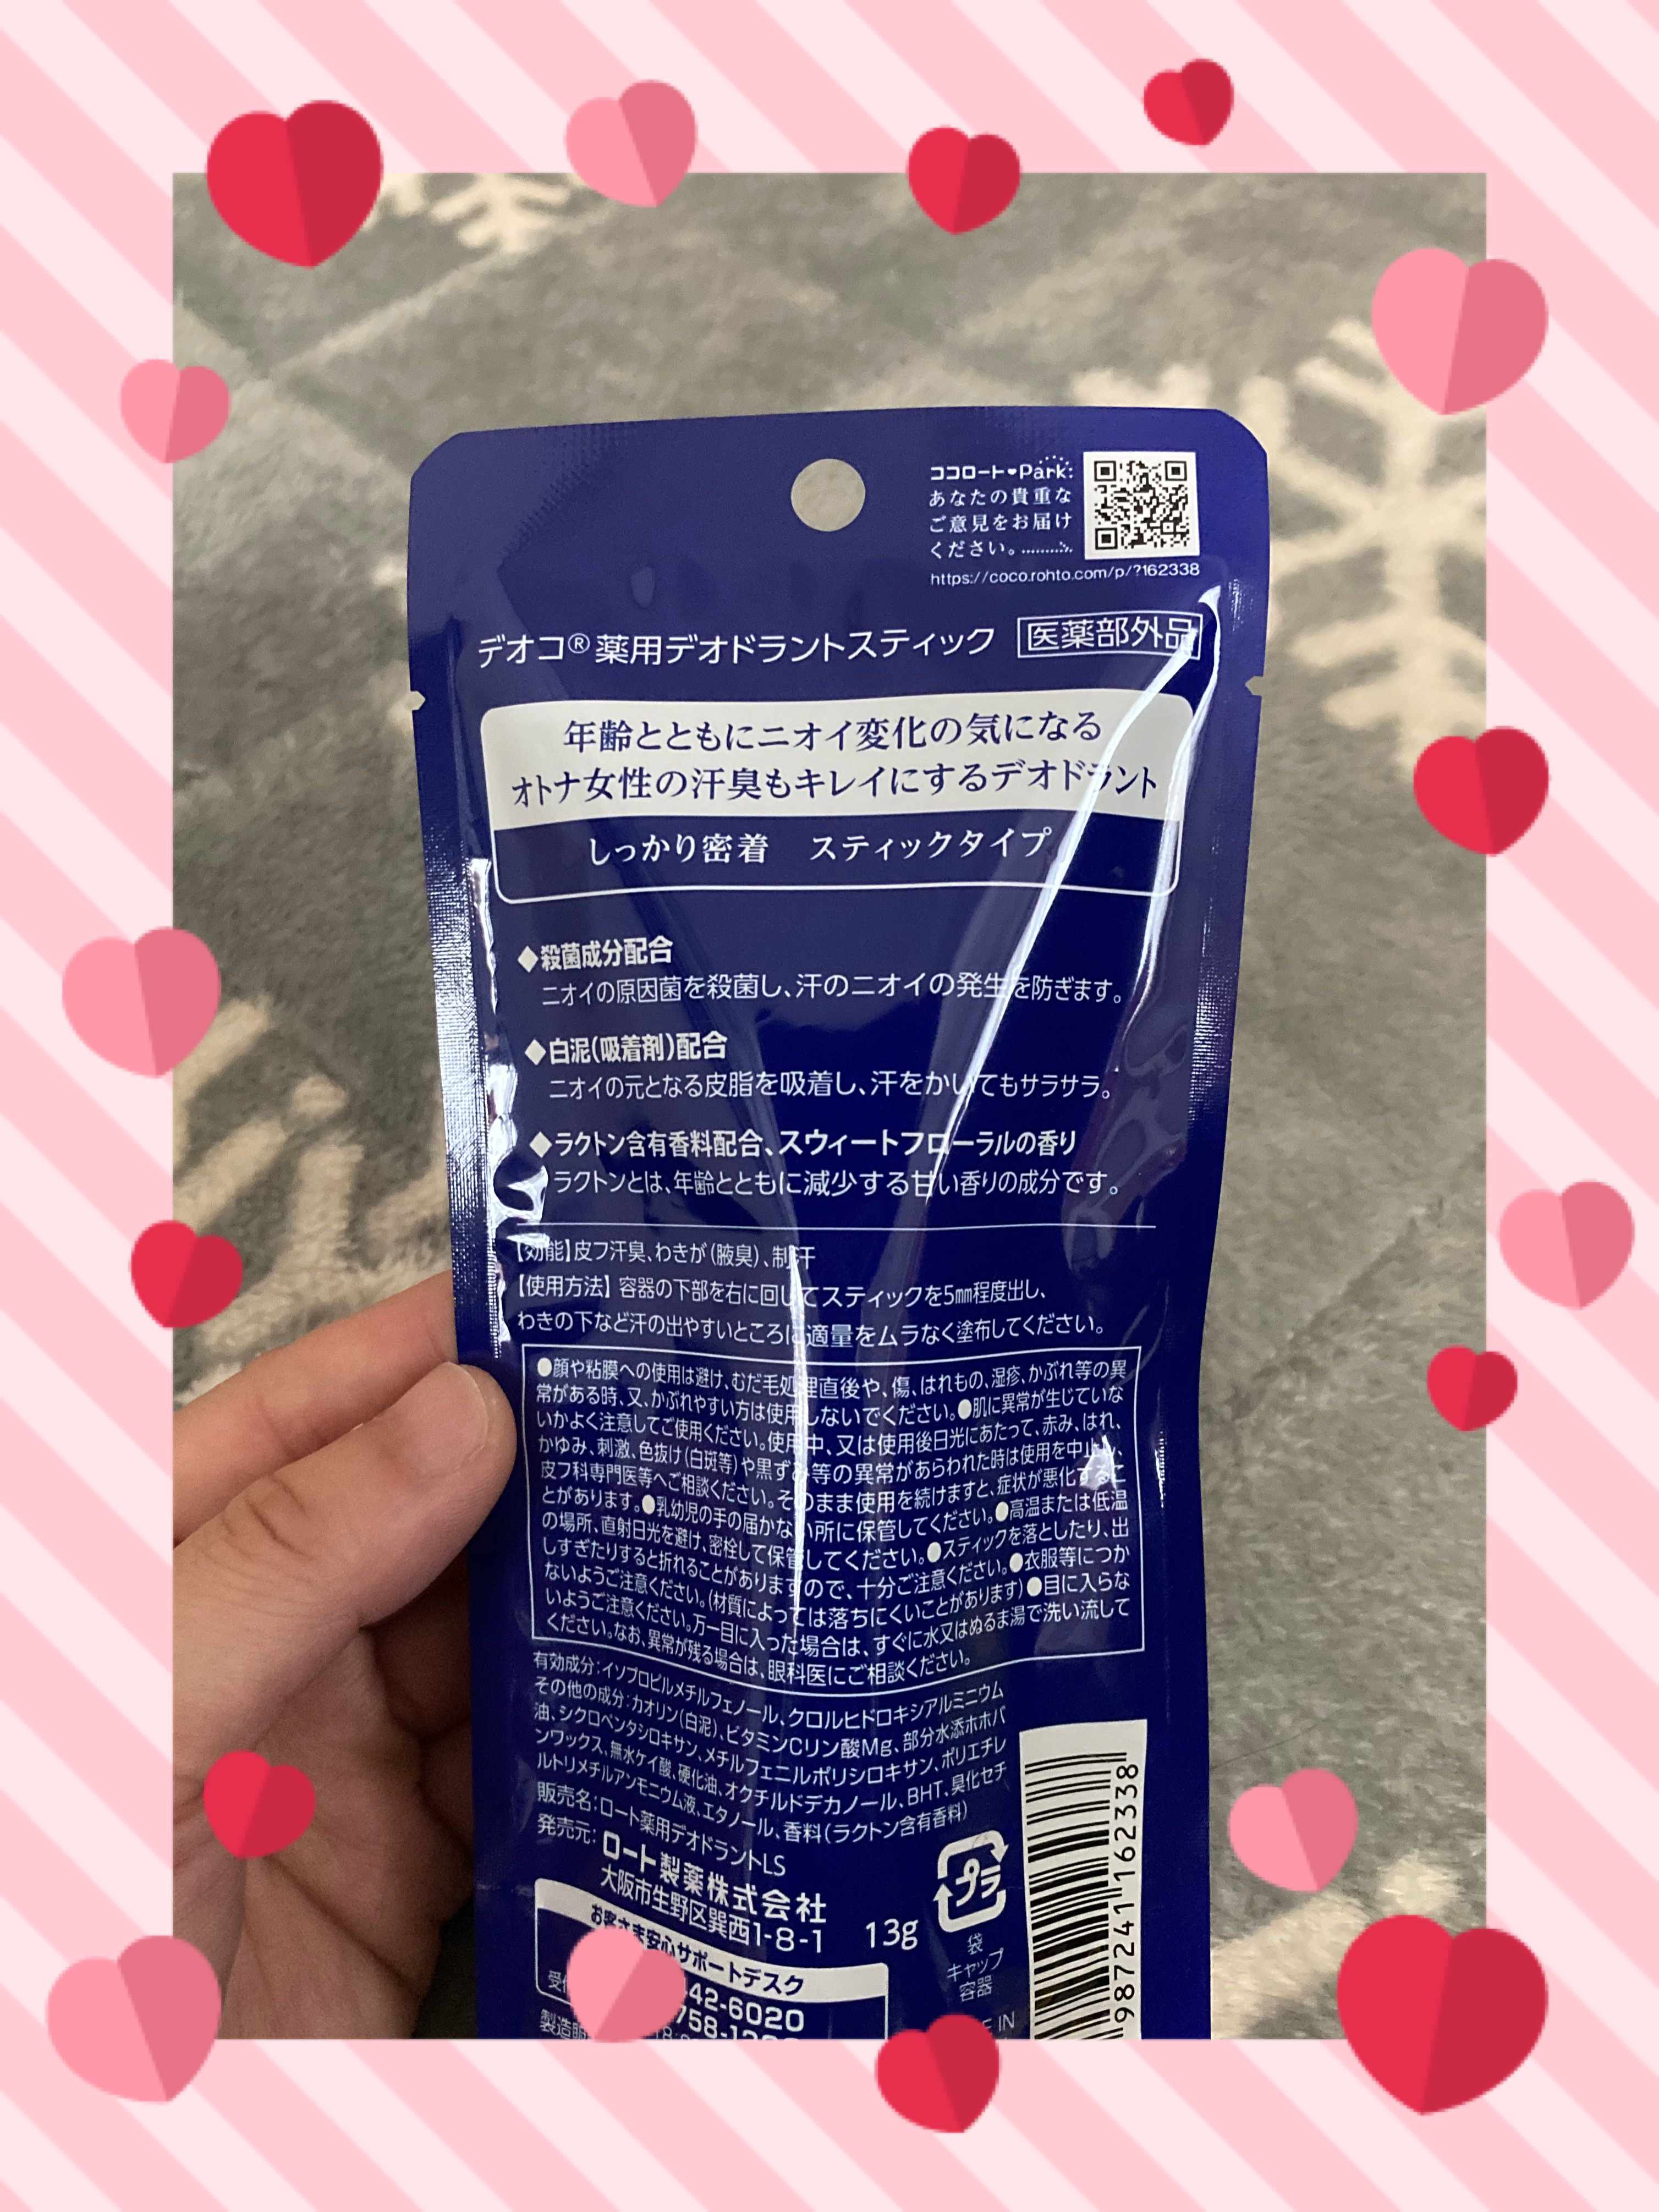 ココロート♥Park:
あなたの貴重な
ご意見をお届け
ください。
https://coco.rohto.com/p/?162338
デオコ®薬用デオドラントスティック 医薬部外品
年齢とともにニオイ変化の気になる
オトナ女性の汗臭もキレイにするデオドラント
しっかり密着 スティックタイプ
◆殺菌成分配合
ニオイの原因菌を殺菌し、汗のニオイの発生を防ぎます。
◆白泥(吸着剤)配合
ニオイの元となる皮脂を吸着し、汗をかいてもサラサラ。
◆ラクトン含有香料配合、スウィートフローラルの香り
ラクトンとは、年齢とともに減少する甘い香りの成分です。
【効能】皮フ汗臭、わきが(腋臭)、制汗
【使用方法】容器の下部を右に回してスティックを5mm程度出し、
わきの下など汗の出やすいところに適量をムラなく塗布してください。
●顔や粘膜への使用は避け、むだ毛処理直後や、傷、はれもの、湿疹、かぶれ等の異
常がある時、又、かぶれやすい方は使用しないでください。●肌に異常が生じていな
いかよく注意してご使用ください。使用中、又は使用後日光にあたって、赤み、はれ、
かゆみ、刺激、色抜け(白斑等)や黒ずみ等の異常があらわれた時は使用を中止し、
皮フ科専門医等へご相談ください。そのまま使用を続けますと、症状が悪化するこ
とがあります。●乳幼児の手の届かない所に保管してください。●高温または低温
の場所、直射日光を避け、密栓して保管してください。●スティックを落としたり、出
しすぎたりすると折れることがありますので、十分ご注意ください。●衣服等につか
ないようご注意ください。(材質によっては落ちにくいことがあります)●目に入らな
いようご注意ください。万一目に入った場合は、すぐに水又はぬるま湯で洗い流して
ください。なお、異常が残る場合は、眼科医にご相談ください。
有効成分:イソプロピルメチルフェノール、クロルヒドロキシアルミニウム
その他の成分:カオリン(白泥)、ビタミンCリン酸Mg、部分水添ホホバ
油、シクロペンタシロキサン、メチルフェニルポリシロキサン、ポリエチレ
ンワックス、無水ケイ酸、硬化油、オクチルドデカノール、BHT、臭化セチ
ルトリメチルアンモニウム液、エタノール、香料(ラクトン含有香料)
販売名:ロート薬用デオドラントLS
発売元:ロート製薬株式会社
大阪市生野区巽西1-8-1
13g
プラ
袋
キャップ
容器
お客さま安心サポートデスク
42-6020
製造販
IN
987241 162338